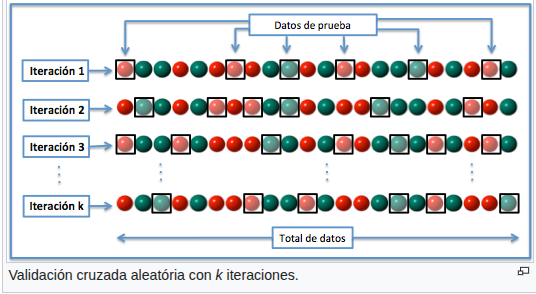 Datos de prueba
Iteración 1
Iteración 2
Iteración 3
Iteración k
Total de datos
Validación cruzada aleatória con k iteraciones.